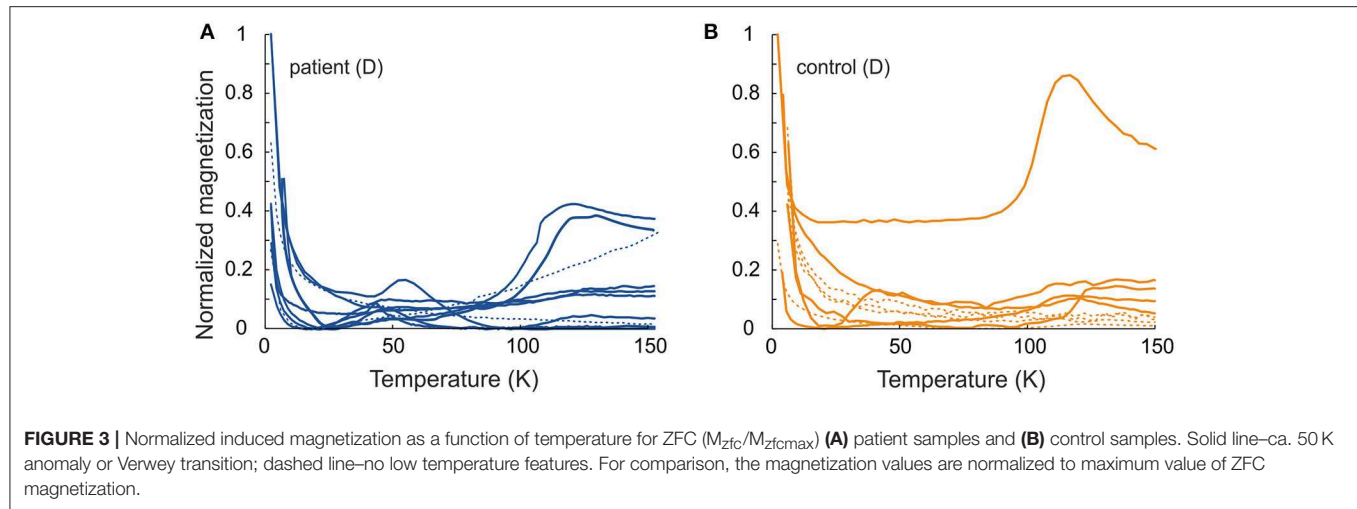 A
B
1
0.8
0.6
0.4
0.2
0
patient (D)
Normalized magnetization
0 50 100 150
Temperature (K)
1
0.8
0.6
0.4
0.2
0
control (D)
0 50 100 150
Temperature (K)
FIGURE 3 | Normalized induced magnetization as a function of temperature for ZFC (Mzfc/Mzfcmax) (A) patient samples and (B) control samples. Solid line–ca. 50 K
anomaly or Verwey transition; dashed line–no low temperature features. For comparison, the magnetization values are normalized to maximum value of ZFC
magnetization.